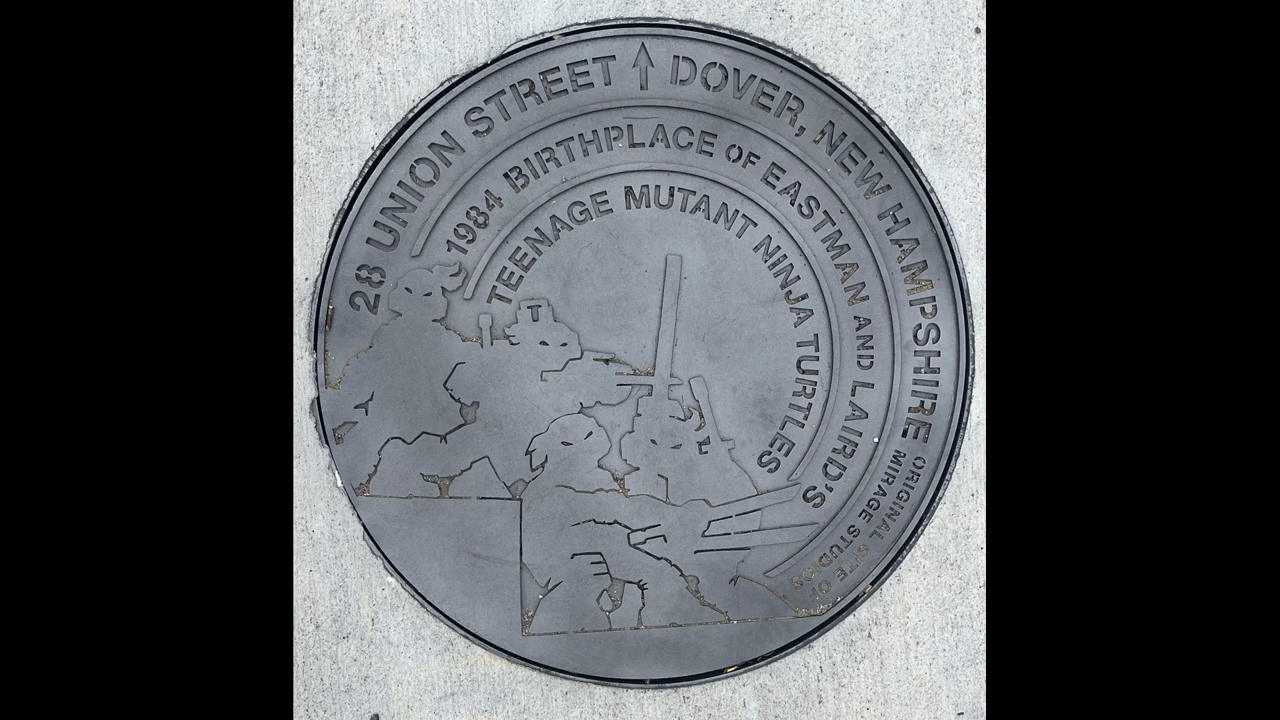 28 UNION STREET ↑ DOVER, NEW HAMPSHIRE
1984 BIRTHPLACE OF EASTMAN AND LAIRD'S
TEENAGE MUTANT NINJA TURTLES
ORIGINAL SITE OF
MIRAGE STUDIOS
T